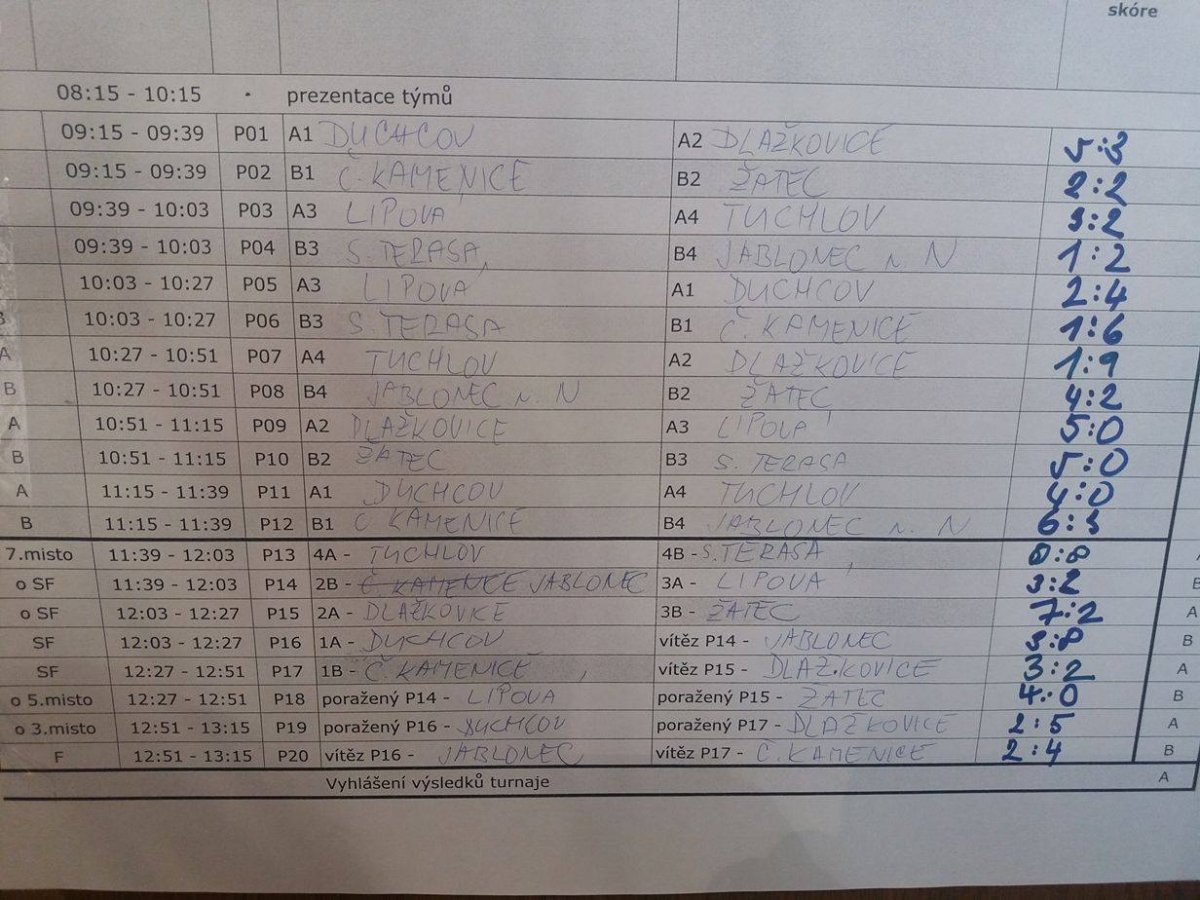 skóre
08:15 - 10:15 · prezentace týmů
09:15 - 09:39 P01 A1 DUCHCOV A2 DLAŽKOVICE 5:3
09:15 - 09:39 P02 B1 Č. KAMENICE B2 ŽATEC 2:2
09:39 - 10:03 P03 A3 LIPOVÁ A4 TUCHLOV 3:2
09:39 - 10:03 P04 B3 S TERASA B4 JABLONEC n. N 1:2
10:03 - 10:27 P05 A3 LIPOVÁ A1 DUCHCOV 2:4
B 10:03 - 10:27 P06 B3 S TERASA B1 Č. KAMENICE 1:6
A 10:27 - 10:51 P07 A4 TUCHLOV A2 DLAŽKOVICE 1:9
B 10:27 - 10:51 P08 B4 JABLONEC n. N B2 ŽATEC 4:2
A 10:51 - 11:15 P09 A2 DLAŽKOVICE A3 LIPOVÁ 5:0
B 10:51 - 11:15 P10 B2 ŽATEC B3 S. TERASA 5:0
A 11:15 - 11:39 P11 A1 DUCHCOV A4 TUCHLOV 4:0
B 11:15 - 11:39 P12 B1 Č KAMENICE B4 JABLONEC n. N 6:3
7.misto 11:39 - 12:03 P13 4A - TUCHLOV 4B - S. TERASA 0:8 A
o SF 11:39 - 12:03 P14 2B - Č. KAMENICE JABLONEC 3A - LIPOVA 3:2 B
o SF 12:03 - 12:27 P15 2A - DLAŽKOVICE 3B - ŽATEC 7:2 A
SF 12:03 - 12:27 P16 1A - DUCHCOV vítěz P14 - JABLONEC 3:8 B
SF 12:27 - 12:51 P17 1B - Č. KAMENICE vítěz P15 - DLAŽKOVICE 3:2 A
o 5.misto 12:27 - 12:51 P18 poražený P14 - LIPOVA poražený P15 - ŽATEC 4:0 B
o 3.misto 12:51 - 13:15 P19 poražený P16 - DUCHCOV poražený P17 - DLAŽKOVICE 2:5 A
F 12:51 - 13:15 P20 vítěz P16 - JABLONEC vítěz P17 - Č. KAMENICE 2:4 B
Vyhlášení výsledků turnaje A